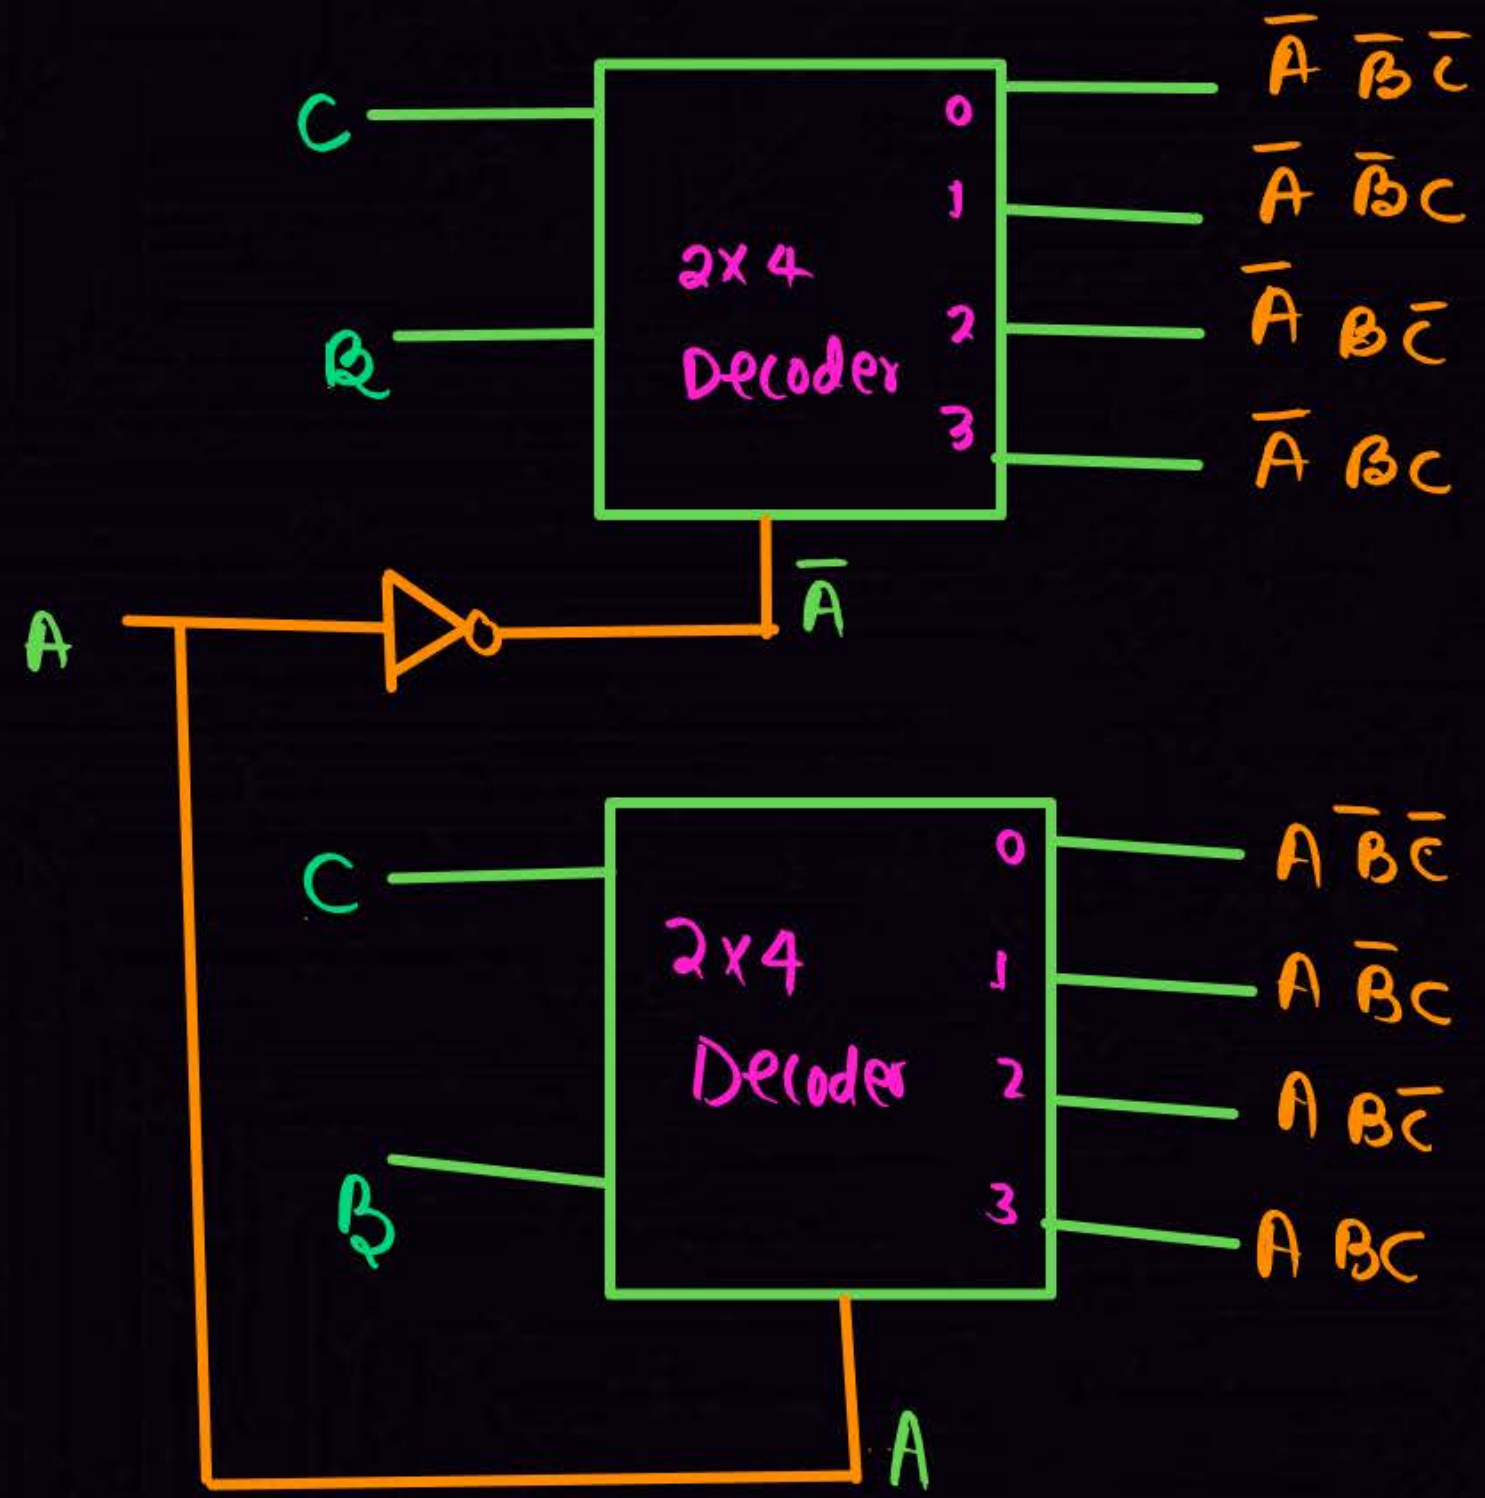 C
0
A̅ B̅ C̅
1
A̅ B̅ C
2x4
2
A̅ B C̅
B
Decoder
3
A̅ B C
A
A̅
C
0
A B̅ C̅
2x4
1
A B̅ C
Decoder
2
A B C̅
B
3
A B C
A